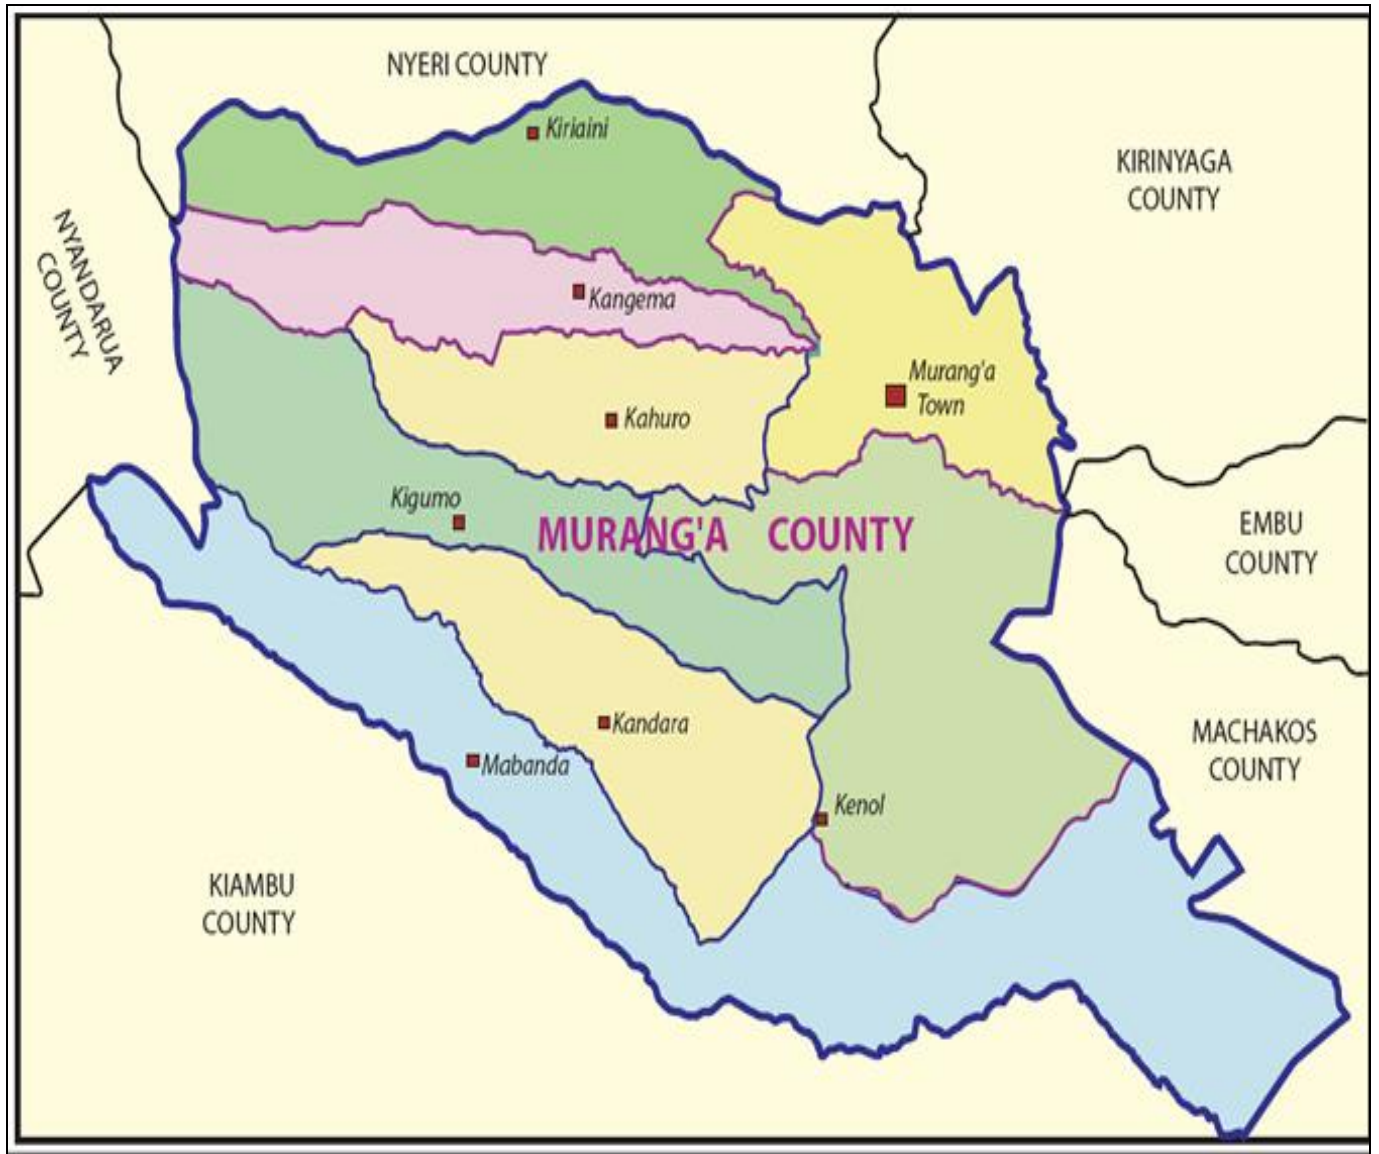 NYERI COUNTY
Kiriaini
KIRINYAGA
COUNTY
NYANDARUA
COUNTY
Kangema
Murang'a
Town
Kahuro
Kigumo
MURANG'A COUNTY
EMBU
COUNTY
Kandara
Mabanda
MACHAKOS
COUNTY
Kenol
KIAMBU
COUNTY